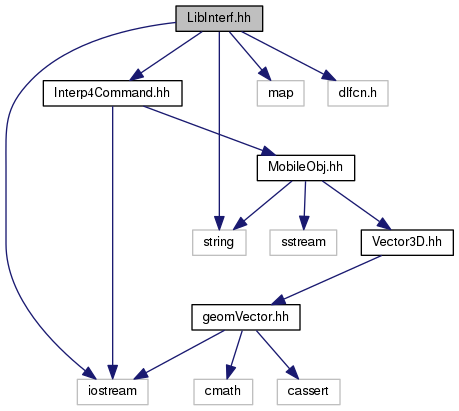 LibInterf.hh
Interp4Command.hh
map
dlfcn.h
MobileObj.hh
string
sstream
Vector3D.hh
geomVector.hh
iostream
cmath
cassert